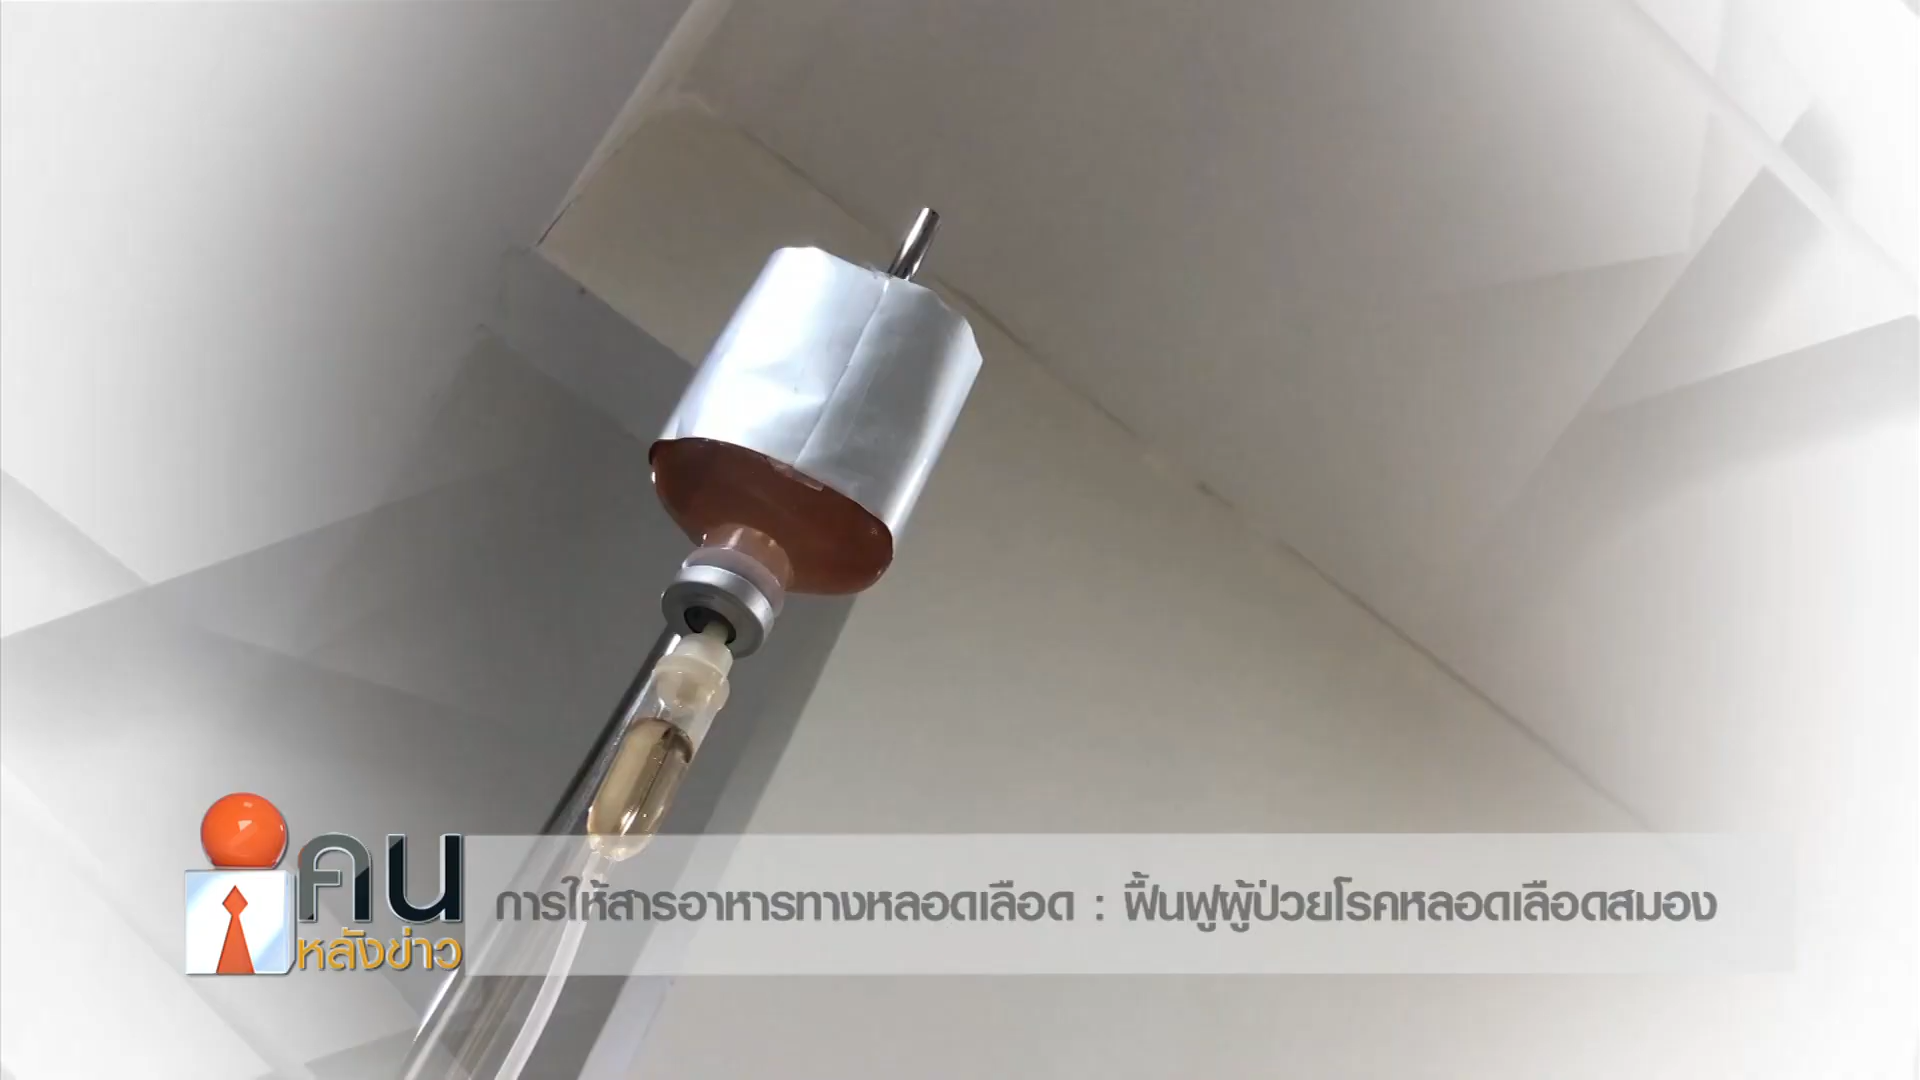 คน
หลังข่าว
การให้สารอาหารทางหลอดเลือด : ฟื้นฟูผู้ป่วยโรคหลอดเลือดสมอง